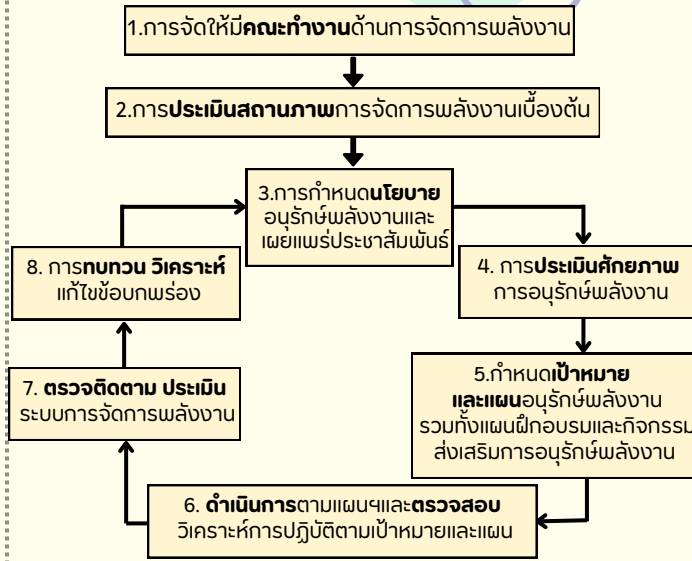 1.การจัดให้มีคณะทำงานด้านการจัดการพลังงาน
2.การประเมินสถานภาพการจัดการพลังงานเบื้องต้น
3.การกำหนดนโยบาย
อนุรักษ์พลังงานและ
เผยแพร่ประชาสัมพันธ์
4. การประเมินศักยภาพ
การอนุรักษ์พลังงาน
5.กำหนดเป้าหมาย
และแผนอนุรักษ์พลังงาน
รวมทั้งแผนฝึกอบรมและกิจกรรม
ส่งเสริมการอนุรักษ์พลังงาน
6. ดำเนินการตามแผนฯและตรวจสอบ
วิเคราะห์การปฏิบัติตามเป้าหมายและแผน
7. ตรวจติดตาม ประเมิน
ระบบการจัดการพลังงาน
8. การทบทวน วิเคราะห์
แก้ไขข้อบกพร่อง